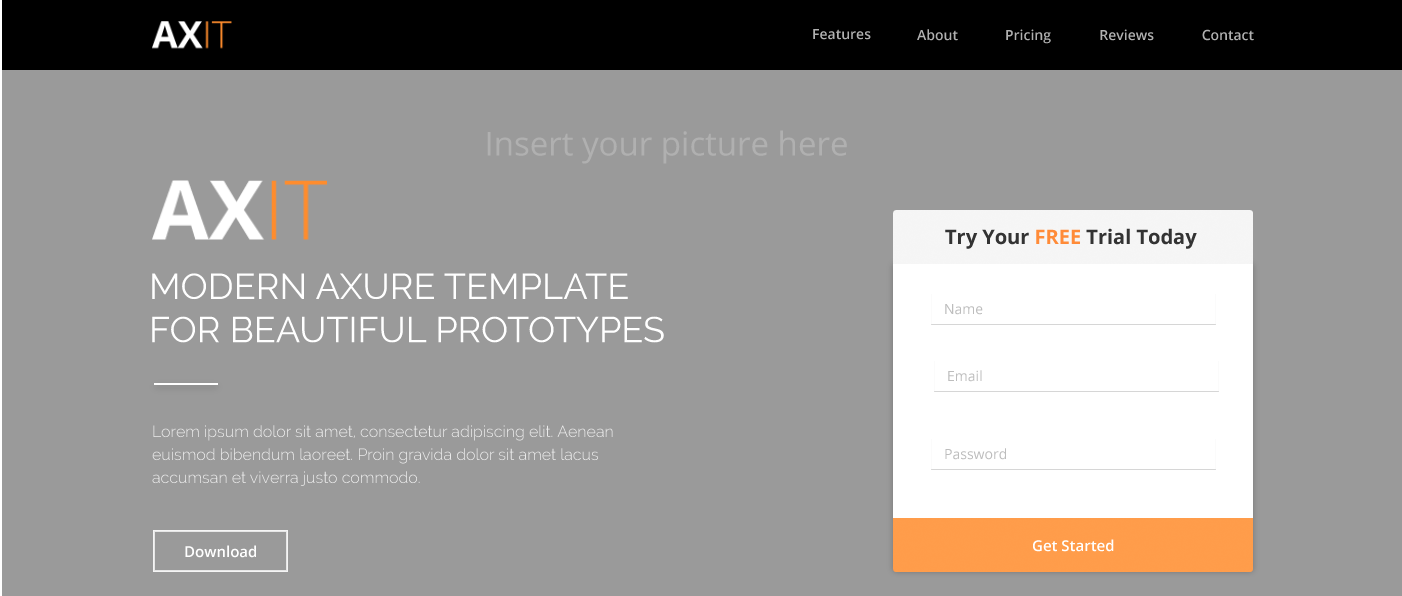 AXIT
Features About Pricing Reviews Contact
Insert your picture here
AXIT
MODERN AXURE TEMPLATE
FOR BEAUTIFUL PROTOTYPES
Lorem ipsum dolor sit amet, consectetur adipiscing elit. Aenean
euismod bibendum laoreet. Proin gravida dolor sit amet lacus
accumsan et viverra justo commodo.
Download
Try Your FREE Trial Today
Name
Email
Password
Get Started